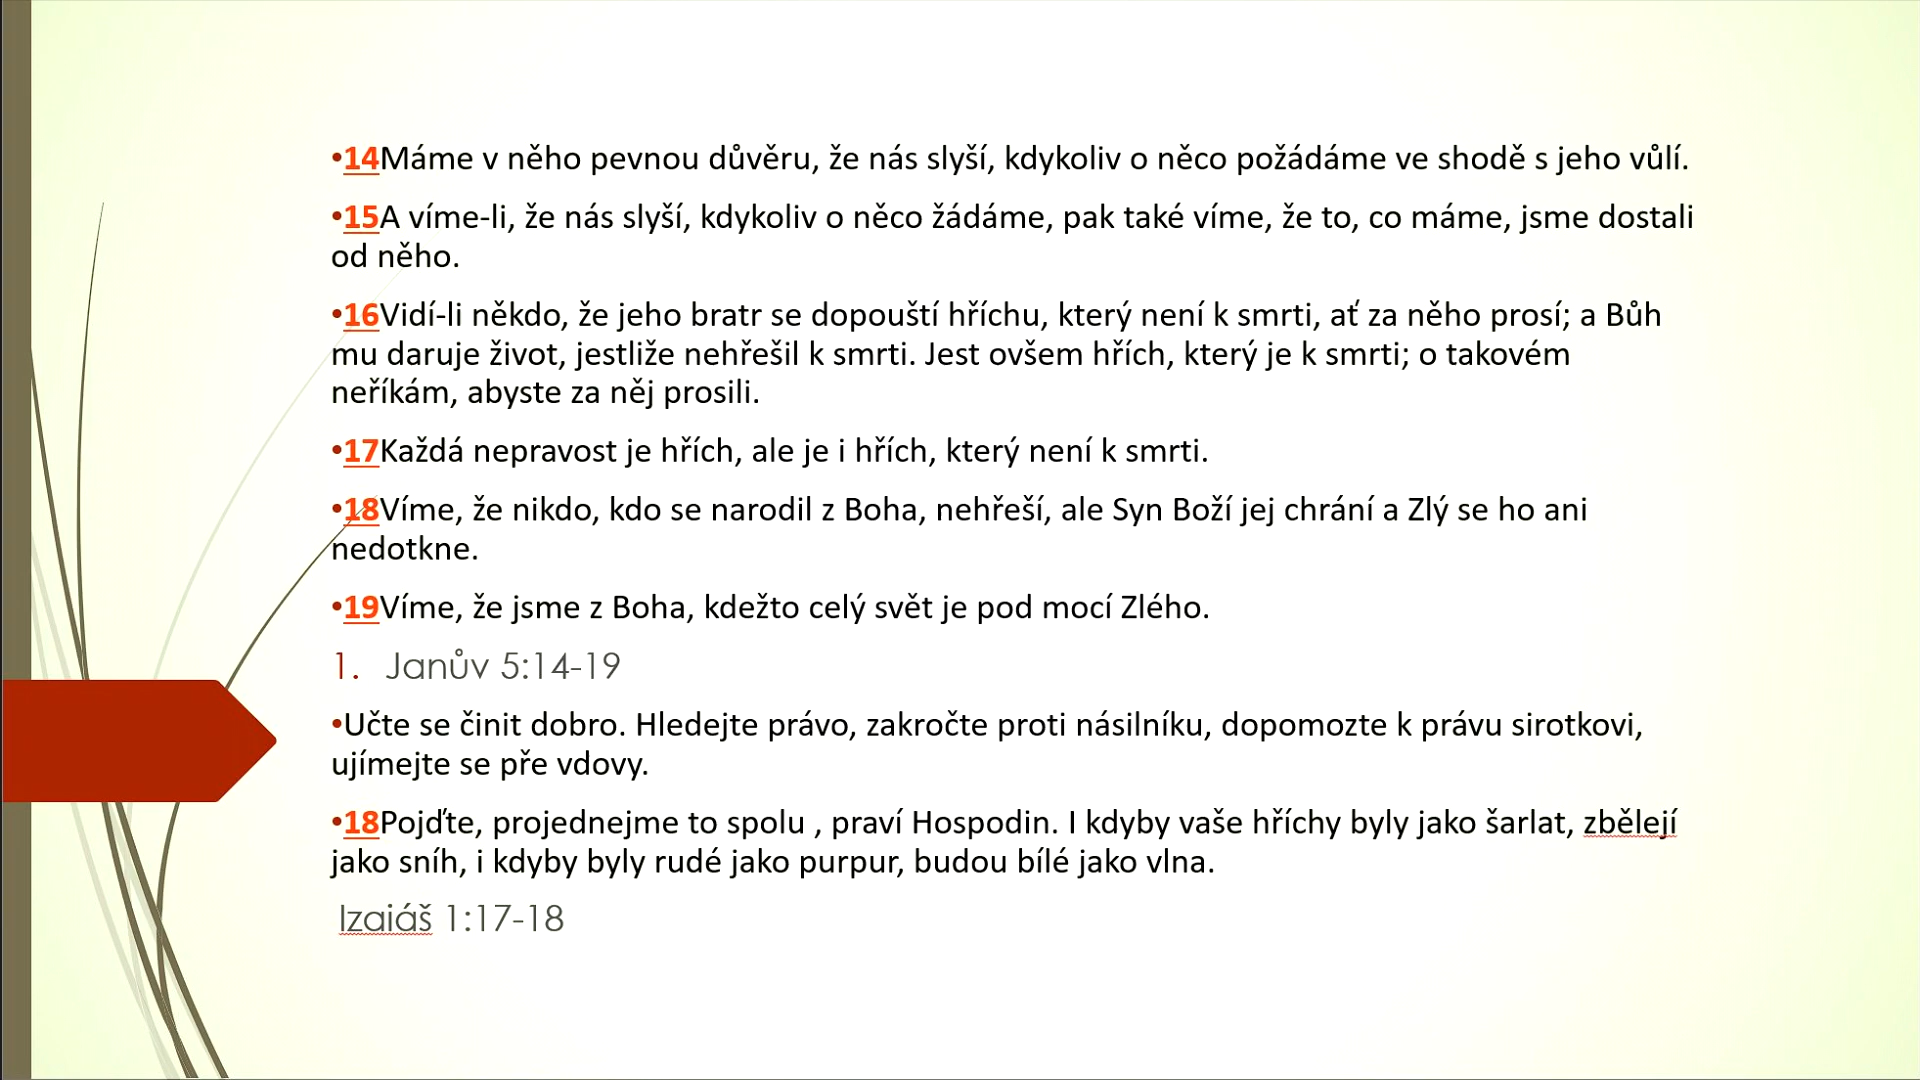 •14Máme v něho pevnou důvěru, že nás slyší, kdykoliv o něco požádáme ve shodě s jeho vůlí.
•15A víme-li, že nás slyší, kdykoliv o něco žádáme, pak také víme, že to, co máme, jsme dostali
od něho.
•16Vidí-li někdo, že jeho bratr se dopouští hříchu, který není k smrti, ať za něho prosí; a Bůh
mu daruje život, jestliže nehřešil k smrti. Jest ovšem hřích, který je k smrti; o takovém
neříkám, abyste za něj prosili.
•17Každá nepravost je hřích, ale je i hřích, který není k smrti.
•18Víme, že nikdo, kdo se narodil z Boha, nehřeší, ale Syn Boží jej chrání a Zlý se ho ani
nedotkne.
•19Víme, že jsme z Boha, kdežto celý svět je pod mocí Zlého.
1. Janův 5:14-19
•Učte se činit dobro. Hledejte právo, zakročte proti násilníku, dopomozte k právu sirotkovi,
ujímejte se pře vdovy.
•18Pojďte, projednejme to spolu , praví Hospodin. I kdyby vaše hříchy byly jako šarlat, zbělejí
jako sníh, i kdyby byly rudé jako purpur, budou bílé jako vlna.
Izaiáš 1:17-18